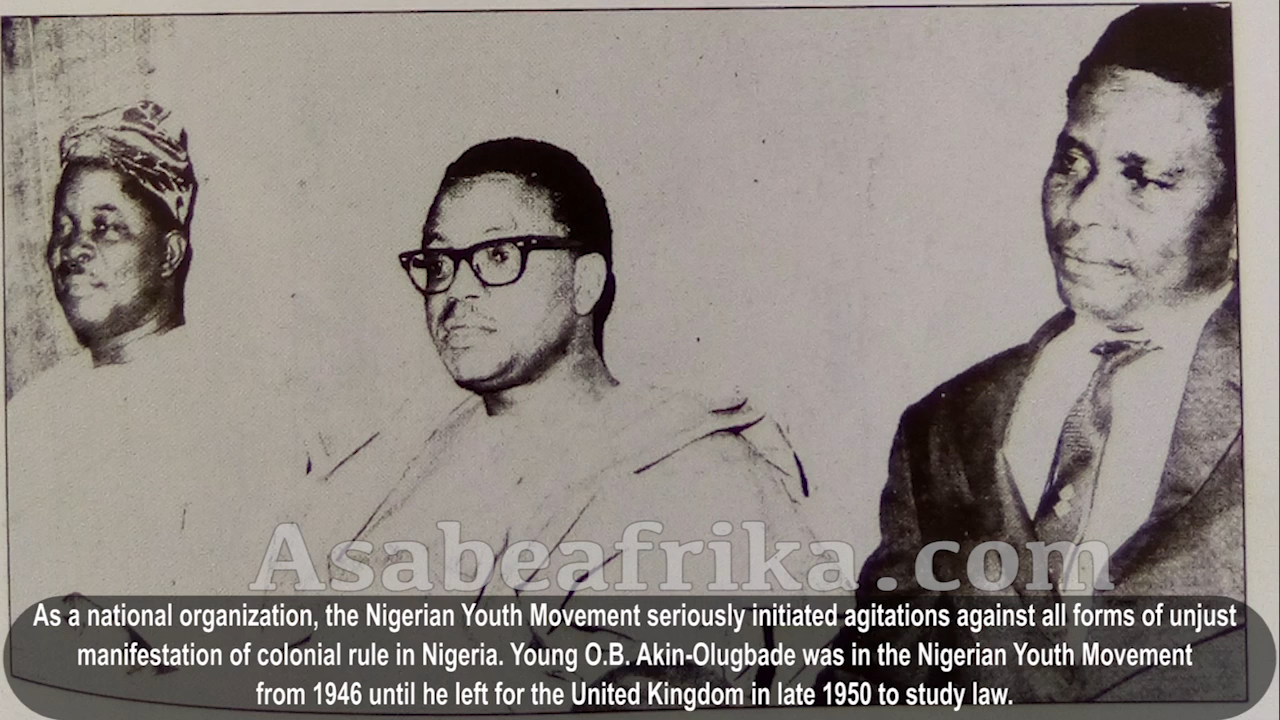 Asabeafrika.com
As a national organization, the Nigerian Youth Movement seriously initiated agitations against all forms of unjust
manifestation of colonial rule in Nigeria. Young O.B. Akin-Olugbade was in the Nigerian Youth Movement
from 1946 until he left for the United Kingdom in late 1950 to study law.